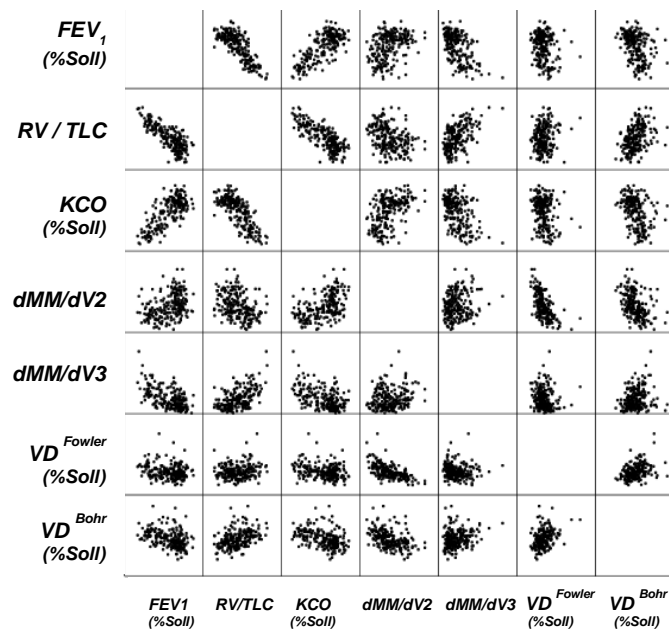 FEV1
(%Soll)
RV / TLC
KCO
(%Soll)
dMM/dV2
dMM/dV3
VD Fowler
(%Soll)
VD Bohr
(%Soll)
FEV1 RV/TLC KCO dMM/dV2 dMM/dV3 VD Fowler VD Bohr
(%Soll) (%Soll) (%Soll) (%Soll)